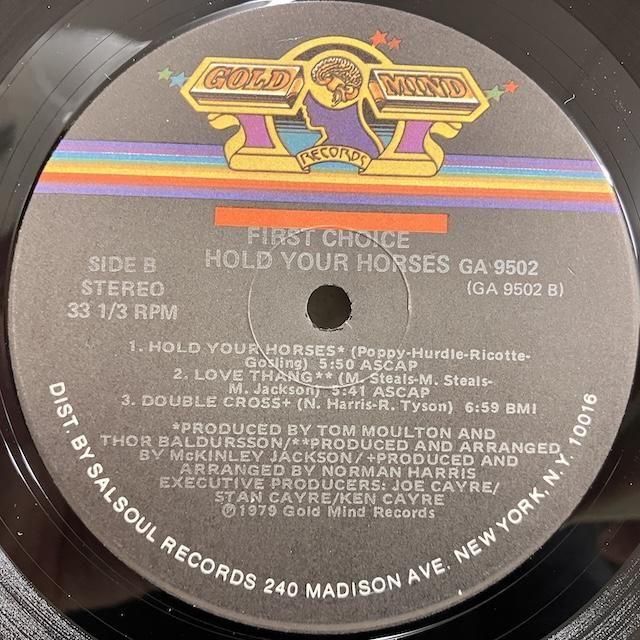 GOLD MIND
RECORDS
FIRST CHOICE
HOLD YOUR HORSES GA 9502
(GA 9502 B)
SIDE B
STEREO
33 1/3 RPM
1. HOLD YOUR HORSES* (Poppy-Hurdle-Ricotte-
Gosling) 5:50 ASCAP
2. LOVE THANG** (M. Steals-M. Steals-
M. Jackson) 5:41 ASCAP
3. DOUBLE CROSS+ (N. Harris-R. Tyson) 6:59 BMI
*PRODUCED BY TOM MOULTON AND
THOR BALDURSSON/**PRODUCED AND ARRANGED
BY McKINLEY JACKSON/ +PRODUCED AND
ARRANGED BY NORMAN HARRIS
EXECUTIVE PRODUCERS: JOE CAYRE/
STAN CAYRE/KEN CAYRE
℗1979 Gold Mind Records
DIST. BY SALSOUL RECORDS 240 MADISON AVE. NEW YORK, N.Y. 10016